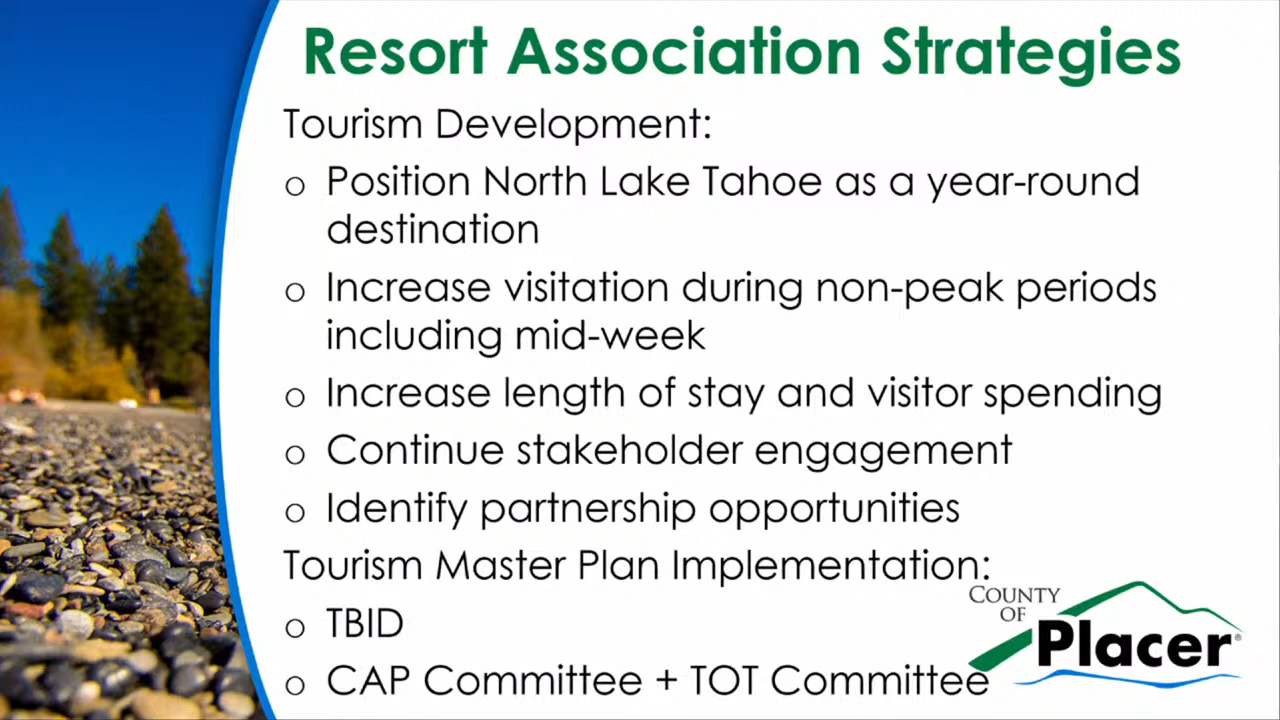 Resort Association Strategies
Tourism Development:
o Position North Lake Tahoe as a year-round
destination
o Increase visitation during non-peak periods
including mid-week
o Increase length of stay and visitor spending
o Continue stakeholder engagement
o Identify partnership opportunities
Tourism Master Plan Implementation:
o TBID
o CAP Committee + TOT Committee
COUNTY
OF
Placer®